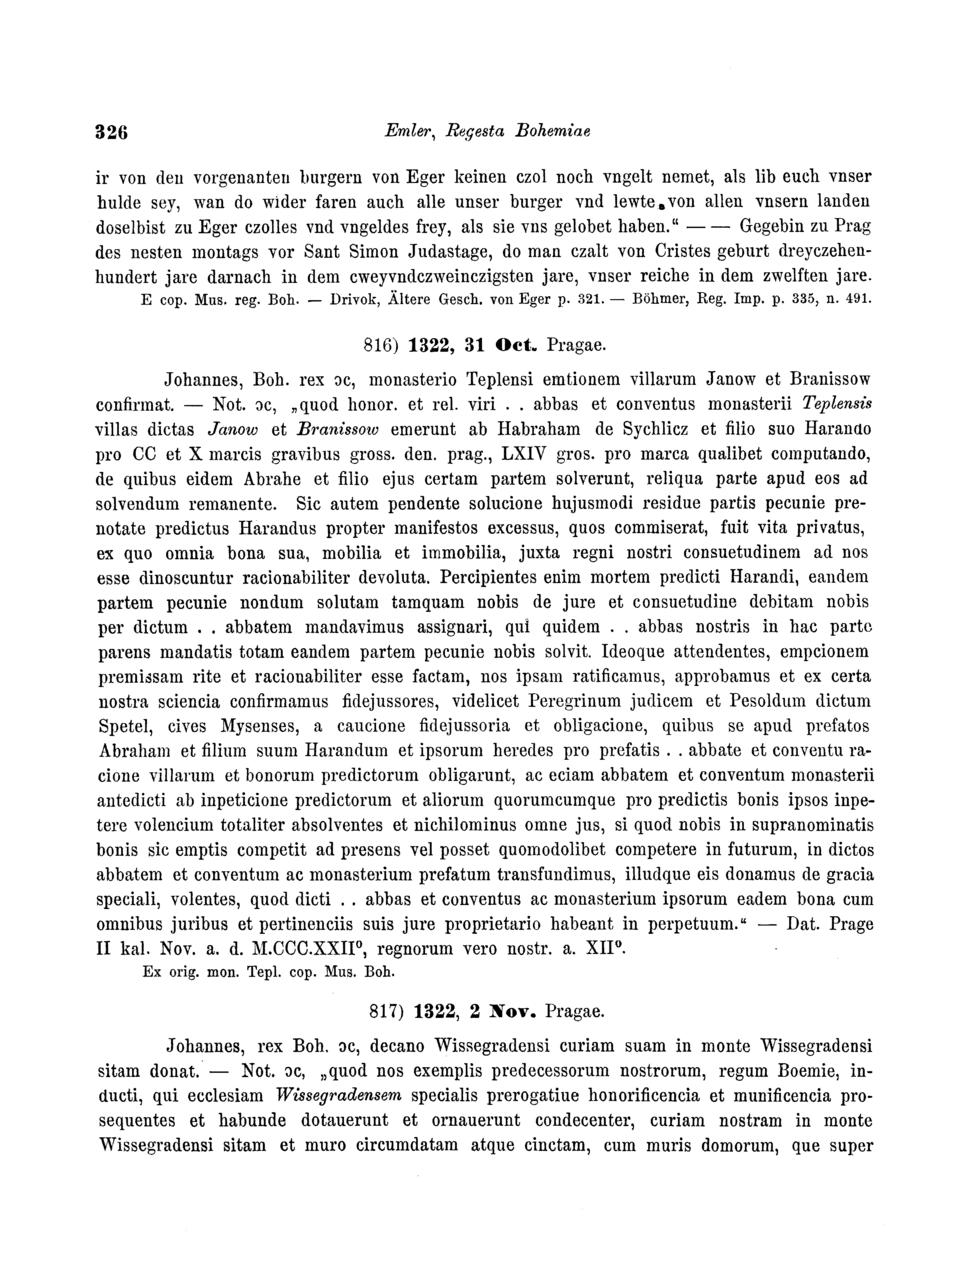 326 Emler, Regesta Bohemiae
ir von den vorgenanten burgern von Eger keinen czol noch vngelt nemet, als lib euch vnser
hulde sey, wan do wider faren auch alle unser burger vnd lewte von allen vnsern landen
doselbist zu Eger czolles vnd vngeldes frey, als sie vns gelobet haben.“ — — Gegebin zu Prag
des nesten montags vor Sant Simon Judastage, do man czalt von Cristes geburt dreyczehen-
hundert jare darnach in dem cweyvndczweinczigsten jare, vnser reiche in dem zwelften jare.
E cop. Mus. reg. Boh. — Drivok, Ältere Gesch. von Eger p. 321. — Böhmer, Reg. Imp. p. 335, n. 491.
816) 1322, 31 Oct. Pragae.
Johannes, Boh. rex ɔc, monasterio Teplensi emtionem villarum Janow et Branissow
confirmat. — Not. ɔc, „quod honor. et rel. viri . . abbas et conventus monasterii Teplensis
villas dictas Janow et Branissow emerunt ab Habraham de Sychlicz et filio suo Harando
pro CC et X marcis gravibus gross. den. prag., LXIV gros. pro marca qualibet computando,
de quibus eidem Abrahe et filio ejus certam partem solverunt, reliqua parte apud eos ad
solvendum remanente. Sic autem pendente solucione hujusmodi residue partis pecunie pre-
notate predictus Harandus propter manifestos excessus, quos commiserat, fuit vita privatus,
ex quo omnia bona sua, mobilia et immobilia, juxta regni nostri consuetudinem ad nos
esse dinoscuntur racionabiliter devoluta. Percipientes enim mortem predicti Harandi, eandem
partem pecunie nondum solutam tamquam nobis de jure et consuetudine debitam nobis
per dictum . . abbatem mandavimus assignari, qui quidem . . abbas nostris in hac parte
parens mandatis totam eandem partem pecunie nobis solvit. Ideoque attendentes, empcionem
premissam rite et racionabiliter esse factam, nos ipsam ratificamus, approbamus et ex certa
nostra sciencia confirmamus fidejussores, videlicet Peregrinum judicem et Pesoldum dictum
Spetel, cives Mysenses, a caucione fidejussoria et obligacione, quibus se apud prefatos
Abraham et filium suum Harandum et ipsorum heredes pro prefatis . . abbate et conventu ra-
cione villarum et bonorum predictorum obligarunt, ac eciam abbatem et conventum monasterii
antedicti ab inpeticione predictorum et aliorum quorumcumque pro predictis bonis ipsos inpe-
tere volencium totaliter absolventes et nichilominus omne jus, si quod nobis in supranominatis
bonis sic emptis competit ad presens vel posset quomodolibet competere in futurum, in dictos
abbatem et conventum ac monasterium prefatum transfundimus, illudque eis donamus de gracia
speciali, volentes, quod dicti . . abbas et conventus ac monasterium ipsorum eadem bona cum
omnibus juribus et pertinenciis suis jure proprietario habeant in perpetuum.“ — Dat. Prage
II kal. Nov. a. d. M.CCC.XXIIº, regnorum vero nostr. a. XIIº.
Ex orig. mon. Tepl. cop. Mus. Boh.
817) 1322, 2 Nov. Pragae.
Johannes, rex Boh. ɔc, decano Wissegradensi curiam suam in monte Wissegradensi
sitam donat. — Not. ɔc, „quod nos exemplis predecessorum nostrorum, regum Boemie, in-
ducti, qui ecclesiam Wissegradensem specialis prerogatiue honorificencia et munificencia pro-
sequentes et habunde dotauerunt et ornauerunt condecenter, curiam nostram in monte
Wissegradensi sitam et muro circumdatam atque cinctam, cum muris domorum, que super